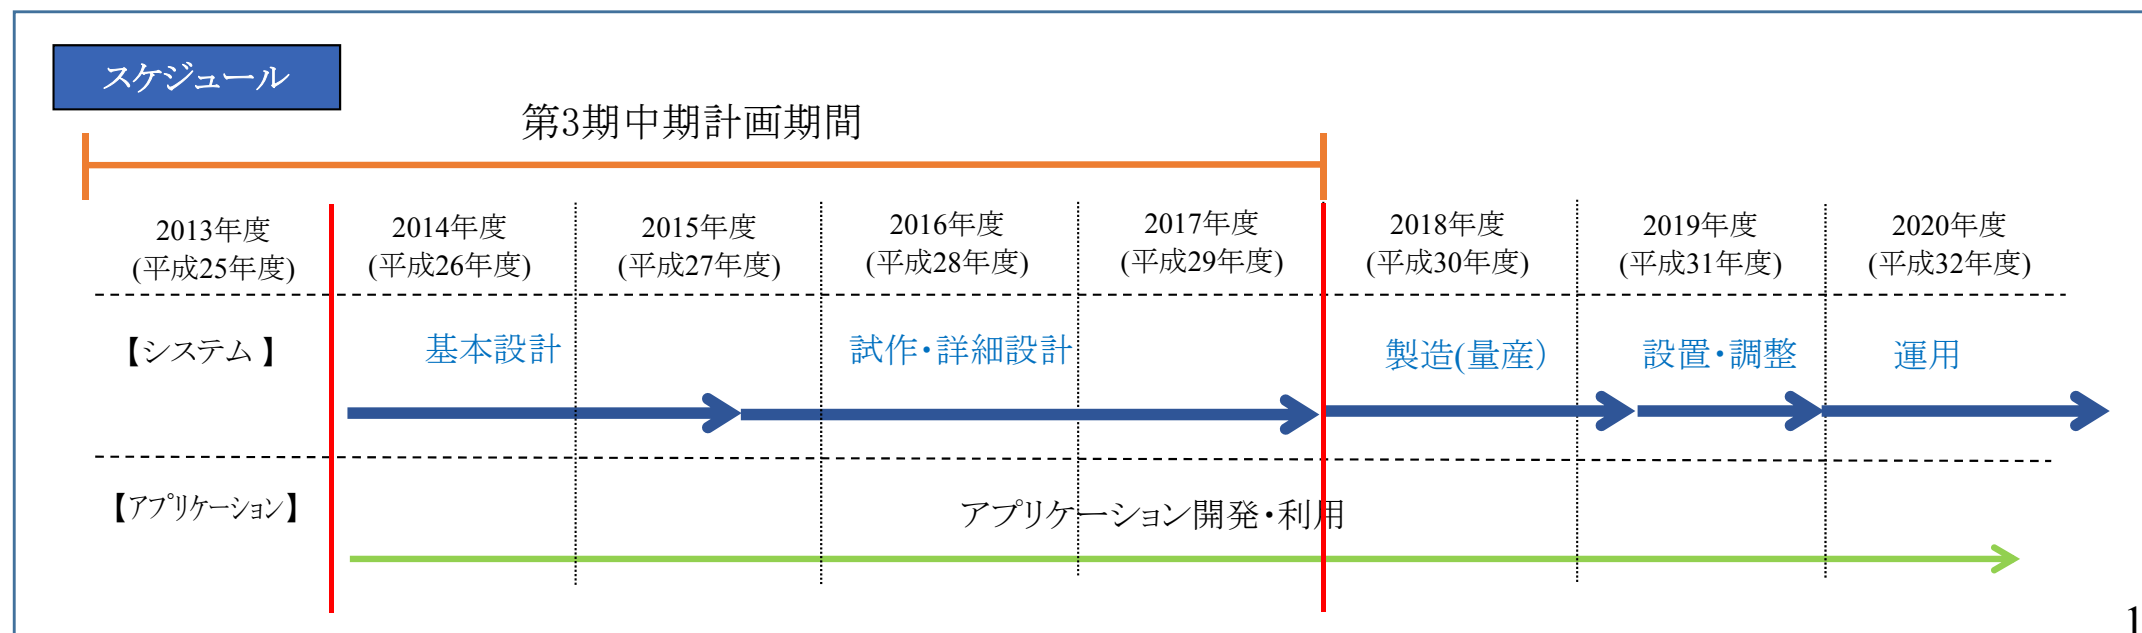 スケジュール
第3期中期計画期間
2013年度
(平成25年度)
2014年度
(平成26年度)
2015年度
(平成27年度)
2016年度
(平成28年度)
2017年度
(平成29年度)
2018年度
(平成30年度)
2019年度
(平成31年度)
2020年度
(平成32年度)
【システム 】
基本設計
試作・詳細設計
製造(量産）
設置・調整
運用
【アプリケーション】
アプリケーション開発・利用
1